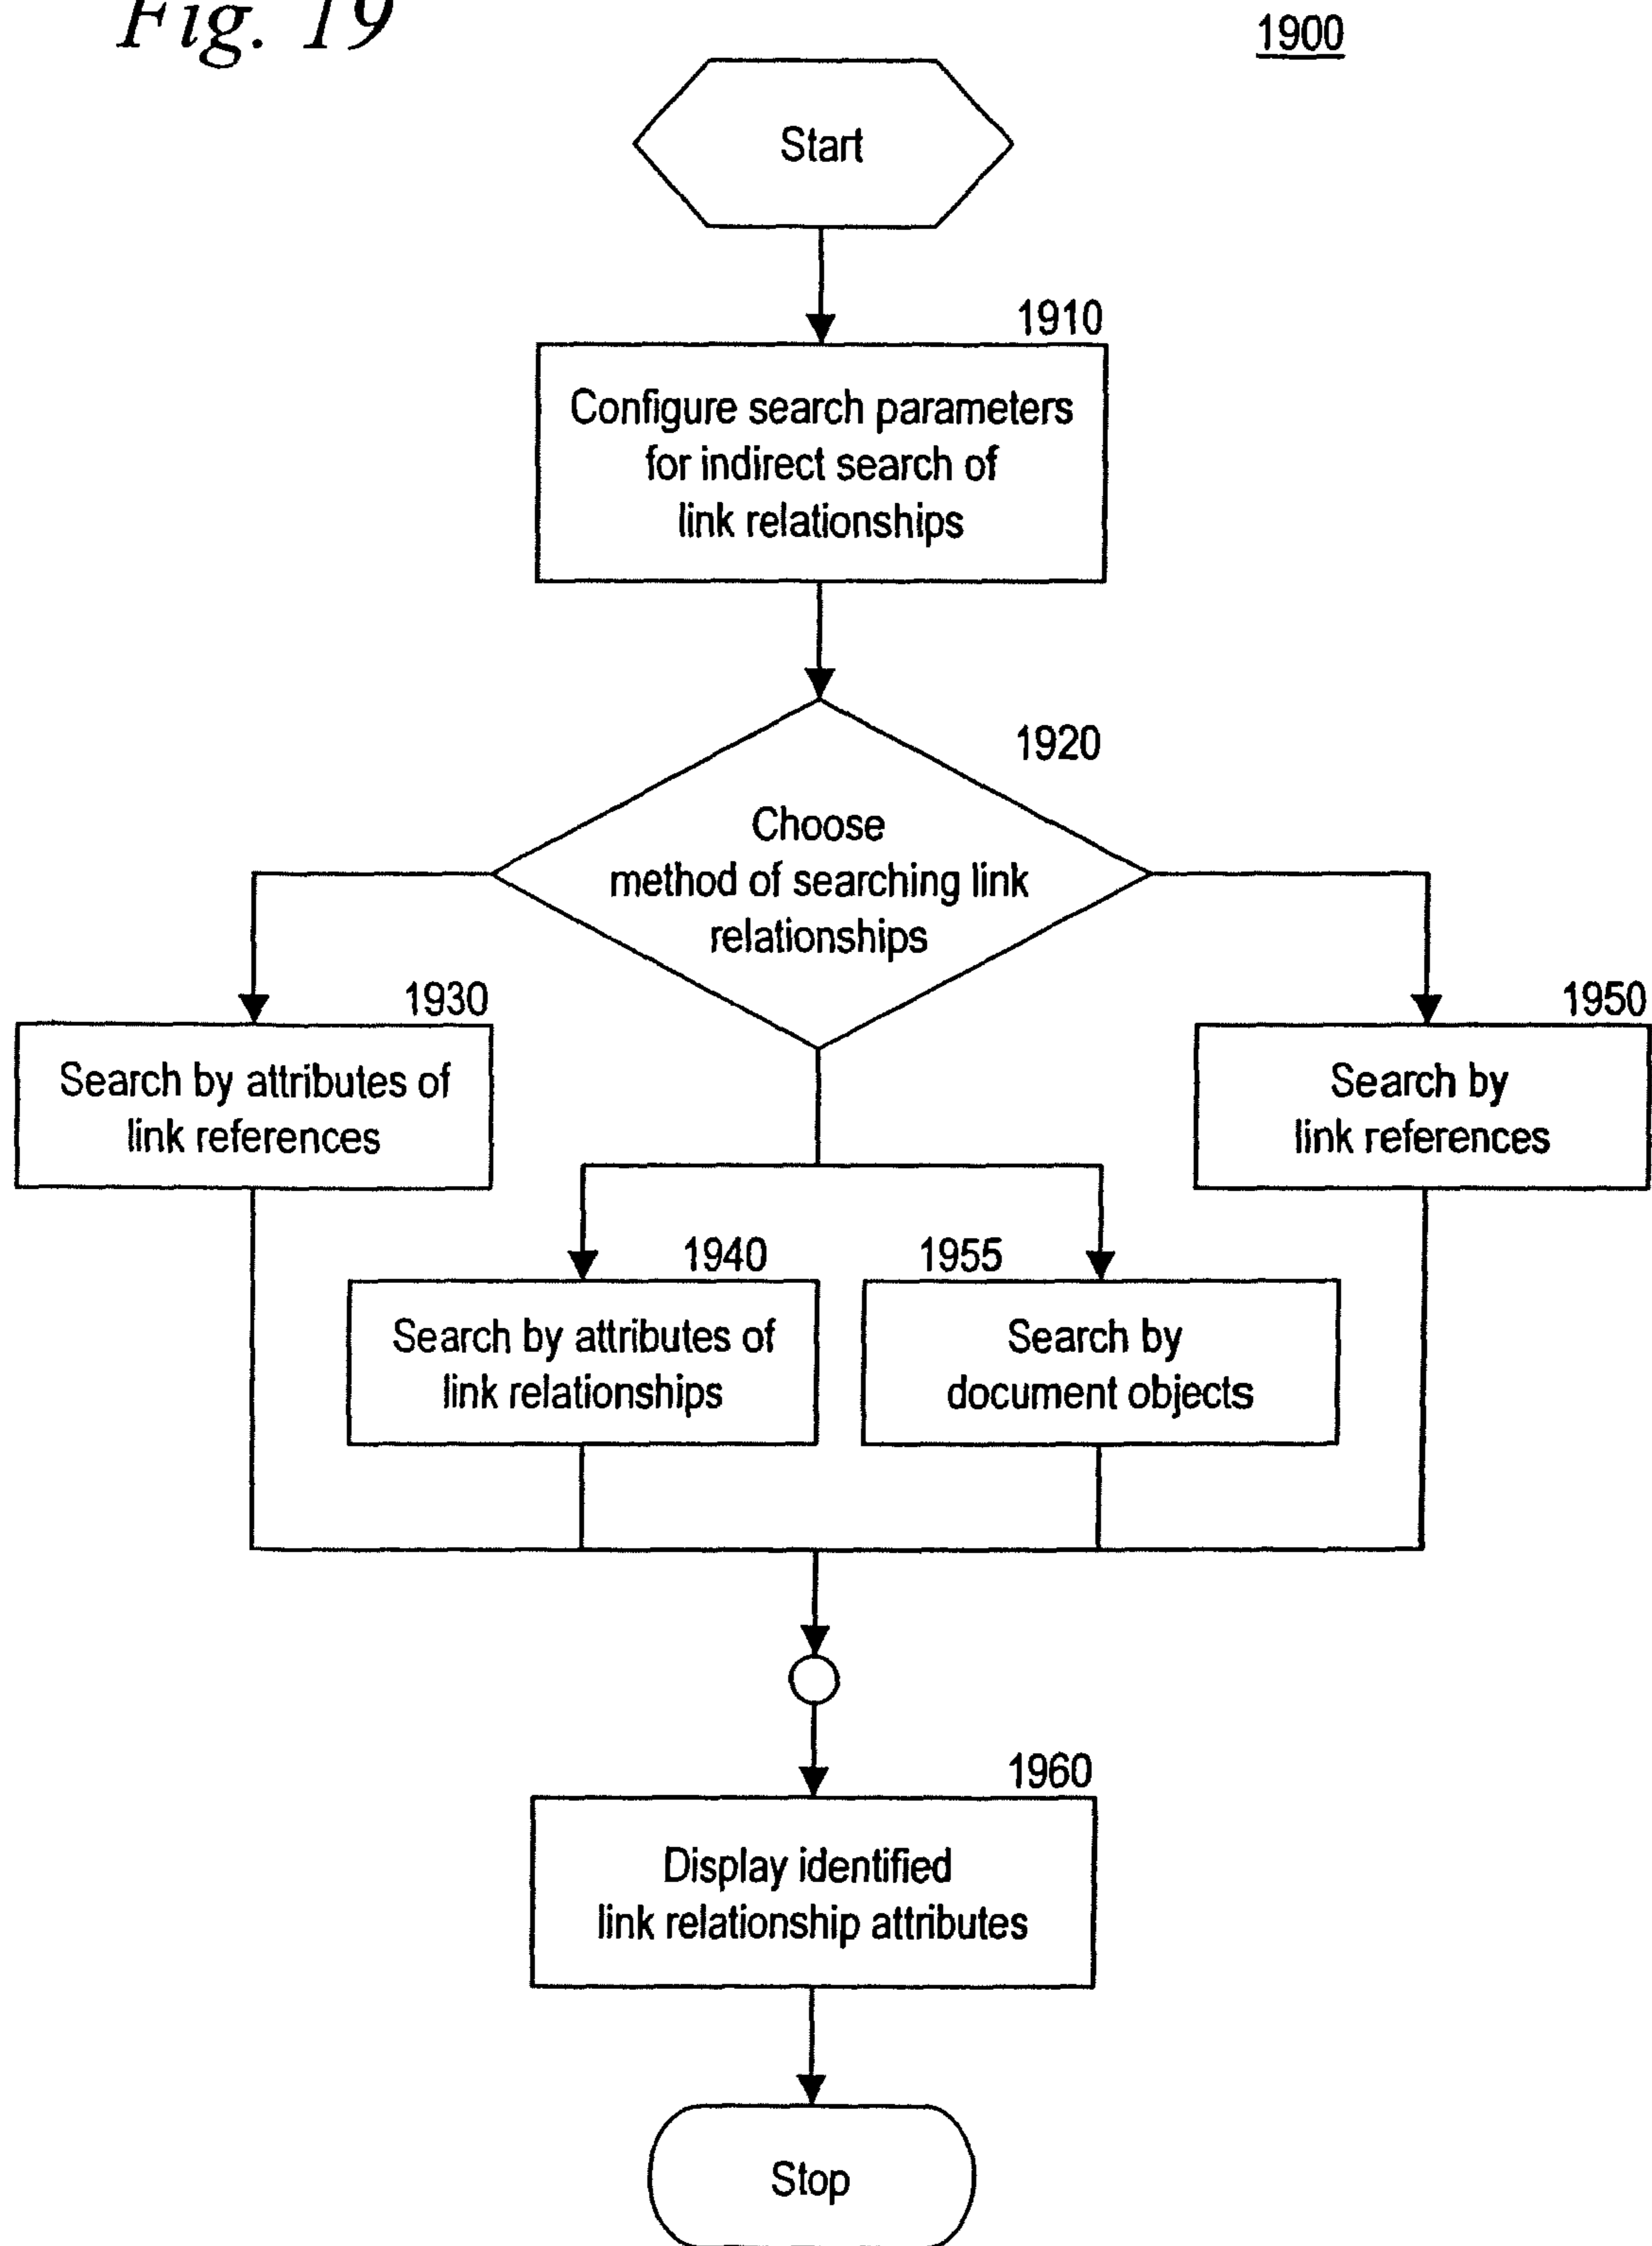 Fig. 19
1900
Start
1910
Configure search parameters
for indirect search of
link relationships
1920
Choose
method of searching link
relationships
1930
Search by attributes of
link references
1950
Search by
link references
1940
Search by attributes of
link relationships
1955
Search by
document objects
1960
Display identified
link relationship attributes
Stop